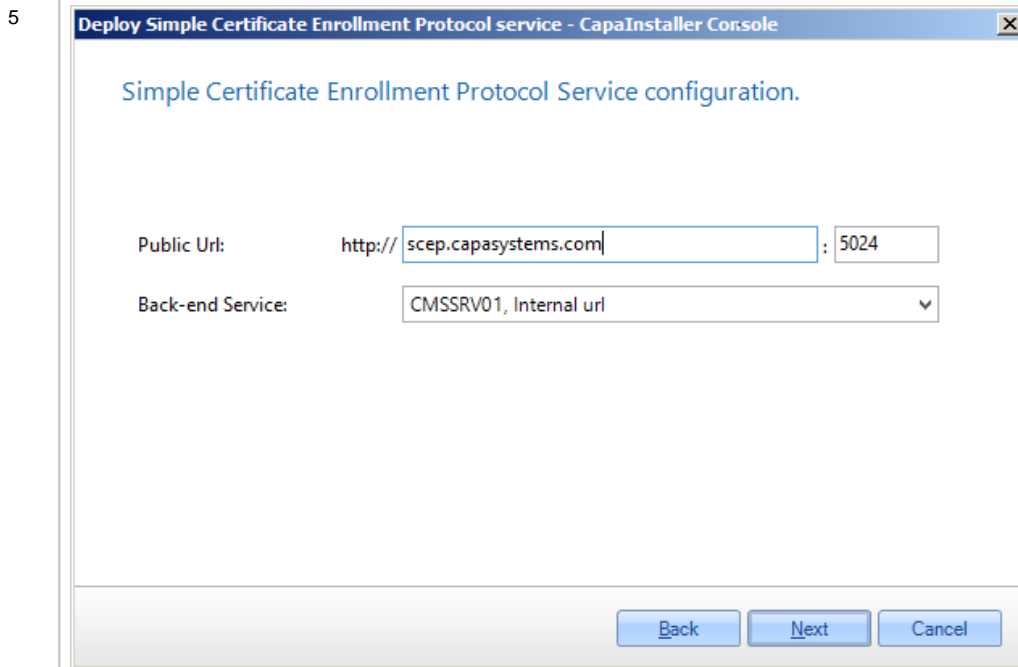 5
Deploy Simple Certificate Enrollment Protocol service - CapaInstaller Console
Simple Certificate Enrollment Protocol Service configuration.
Public Url: http:// scep.capasystems.com : 5024
Back-end Service: CMSSRV01, Internal url
Back Next Cancel